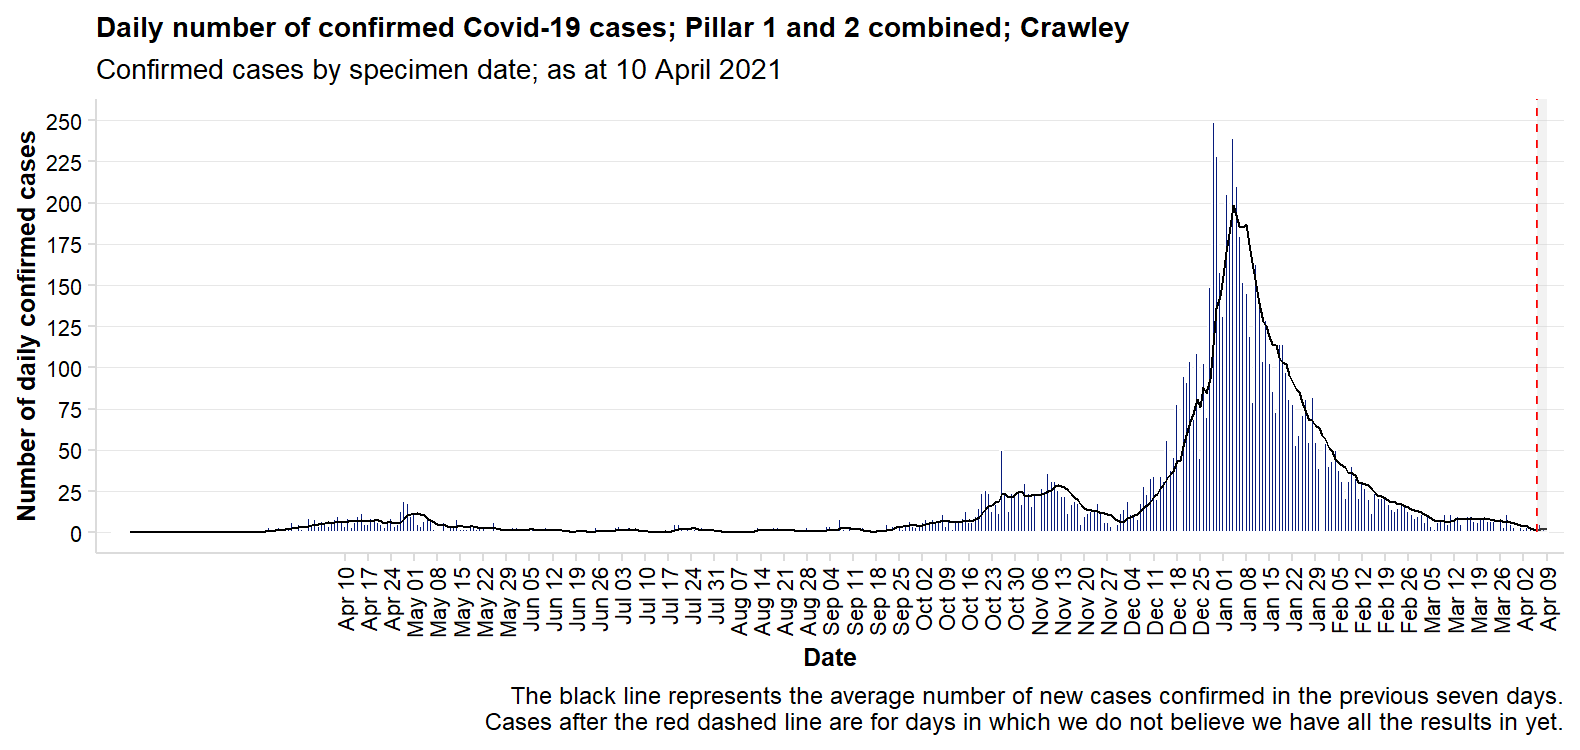 Daily number of confirmed Covid-19 cases; Pillar 1 and 2 combined; Crawley
Confirmed cases by specimen date; as at 10 April 2021
Number of daily confirmed cases
250
225
200
175
150
125
100
75
50
25
0
Apr 10
Apr 17
Apr 24
May 01
May 08
May 15
May 22
May 29
Jun 05
Jun 12
Jun 19
Jun 26
Jul 03
Jul 10
Jul 17
Jul 24
Jul 31
Aug 07
Aug 14
Aug 21
Aug 28
Sep 04
Sep 11
Sep 18
Sep 25
Oct 02
Oct 09
Oct 16
Oct 23
Oct 30
Nov 06
Nov 13
Nov 20
Nov 27
Dec 04
Dec 11
Dec 18
Dec 25
Jan 01
Jan 08
Jan 15
Jan 22
Jan 29
Feb 05
Feb 12
Feb 19
Feb 26
Mar 05
Mar 12
Mar 19
Mar 26
Apr 02
Apr 09
Date
The black line represents the average number of new cases confirmed in the previous seven days.
Cases after the red dashed line are for days in which we do not believe we have all the results in yet.